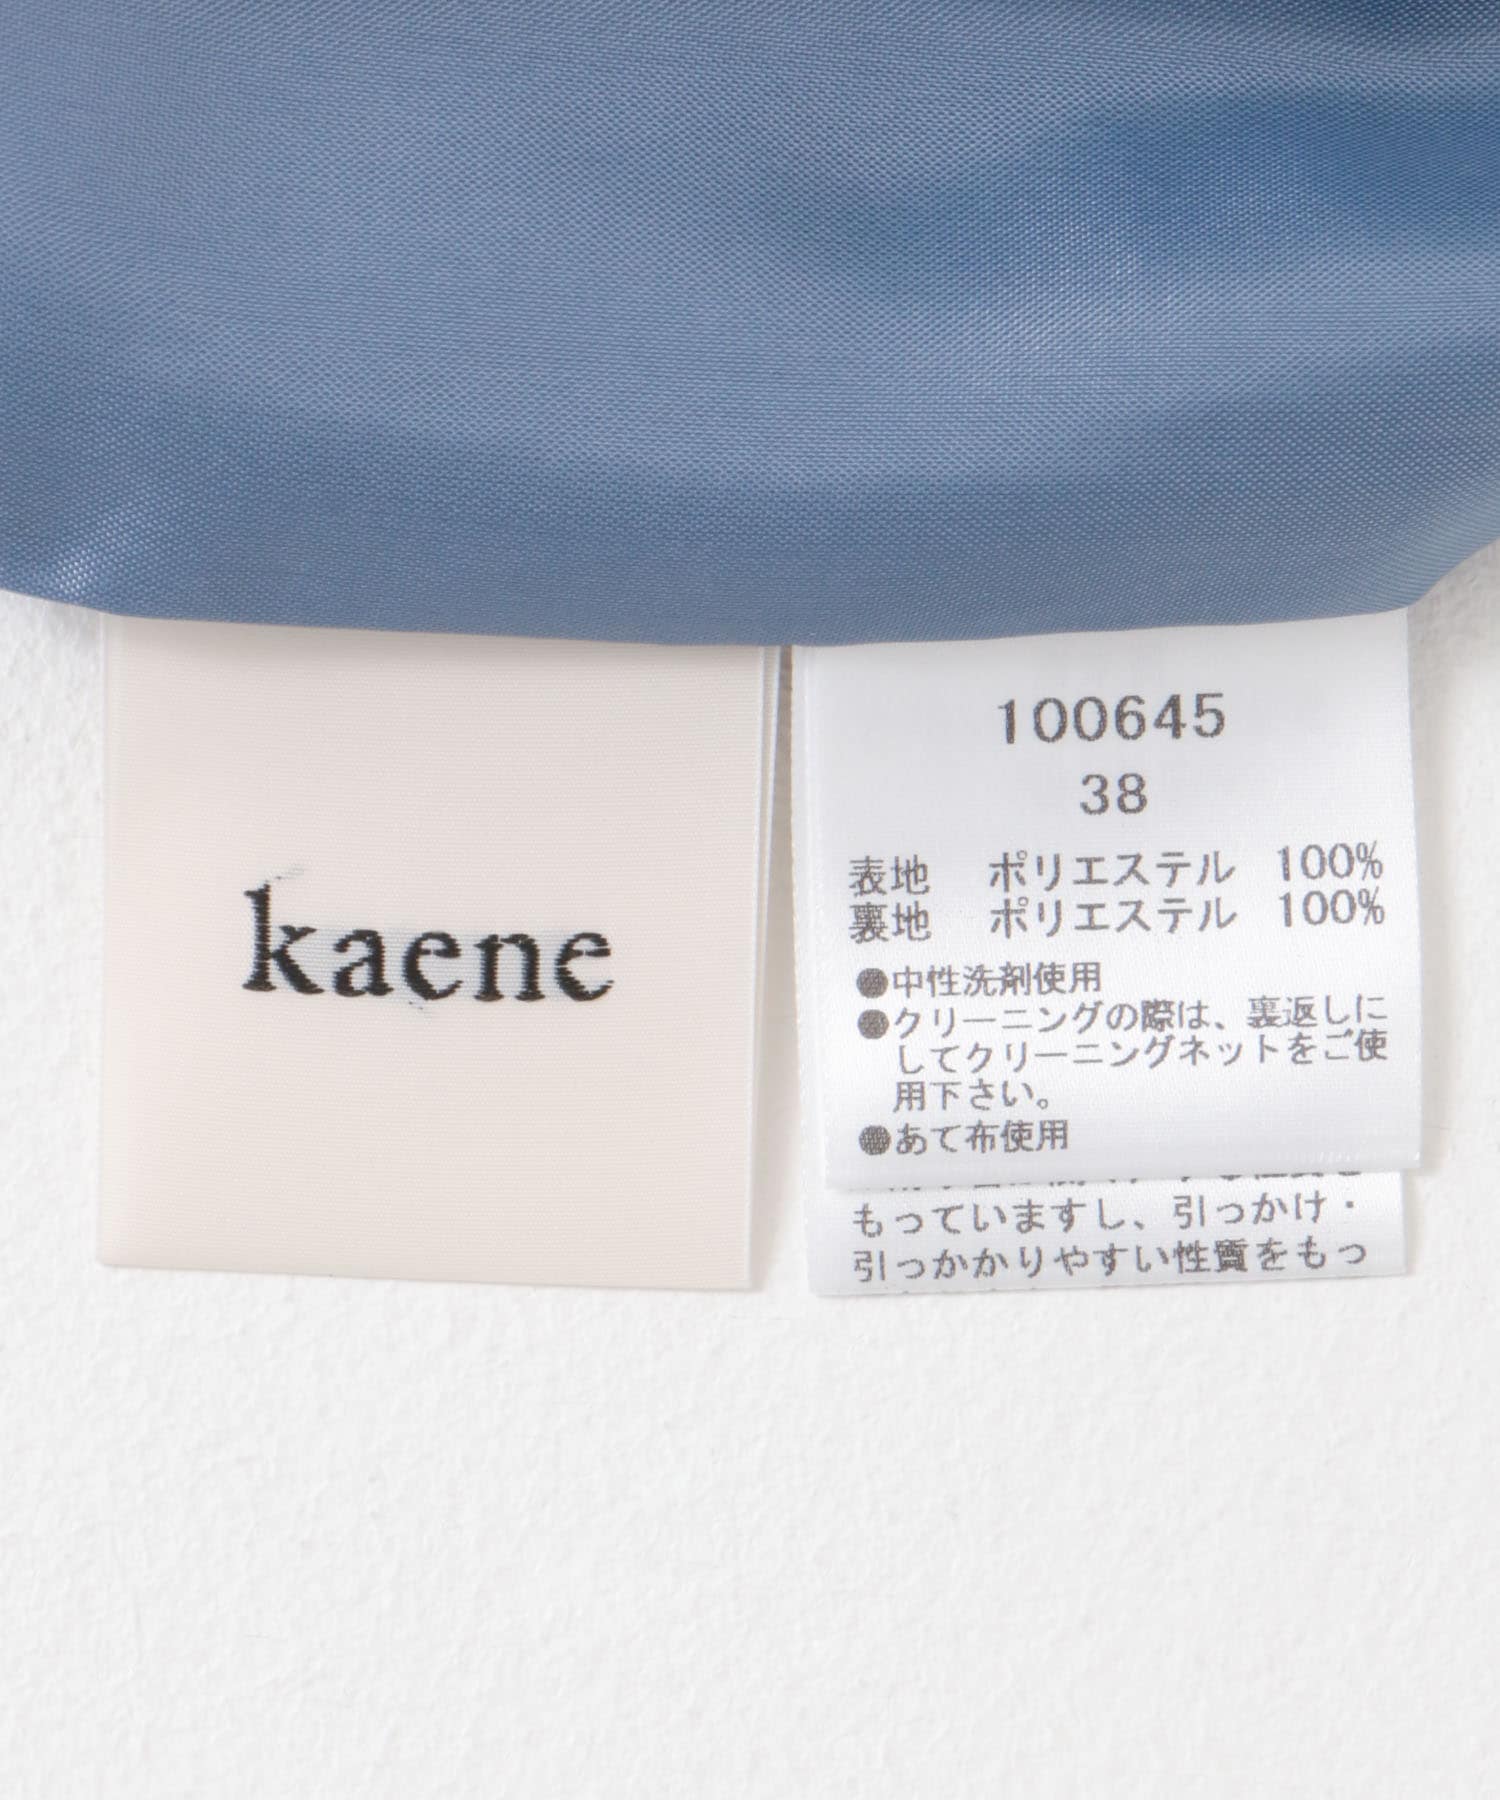 kaene
100645
38
表地 ポリエステル 100%
裏地 ポリエステル 100%
●中性洗剤使用
●クリーニングの際は、裏返しに
してクリーニングネットをご使
用下さい。
●あて布使用
もっていますし、引っかけ・
引っかかりやすい性質をもっ